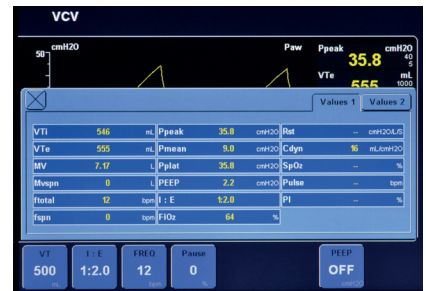 VCV
cmH2O
50
Paw
Ppeak
cmH2O
35.8
40
5
VTe
mL
555
1000
Values 1
Values 2
VTi 546 mL Ppeak 35.8 cmH2O Rst -- cmH2O/L/S
VTe 555 mL Pmean 9.0 cmH2O Cdyn 16 mL/cmH2O
MV 7.17 L Pplat 35.8 cmH2O SpO2 -- %
Mvspn 0 L PEEP 2.2 cmH2O Pulse -- bpm
ftotal 12 bpm I : E 1:2.0 PI -- %
fspn 0 bpm FiO2 64 %
VT I : E FREQ Pause PEEP
500 1:2.0 12 0 OFF
mL bpm % cmH2O